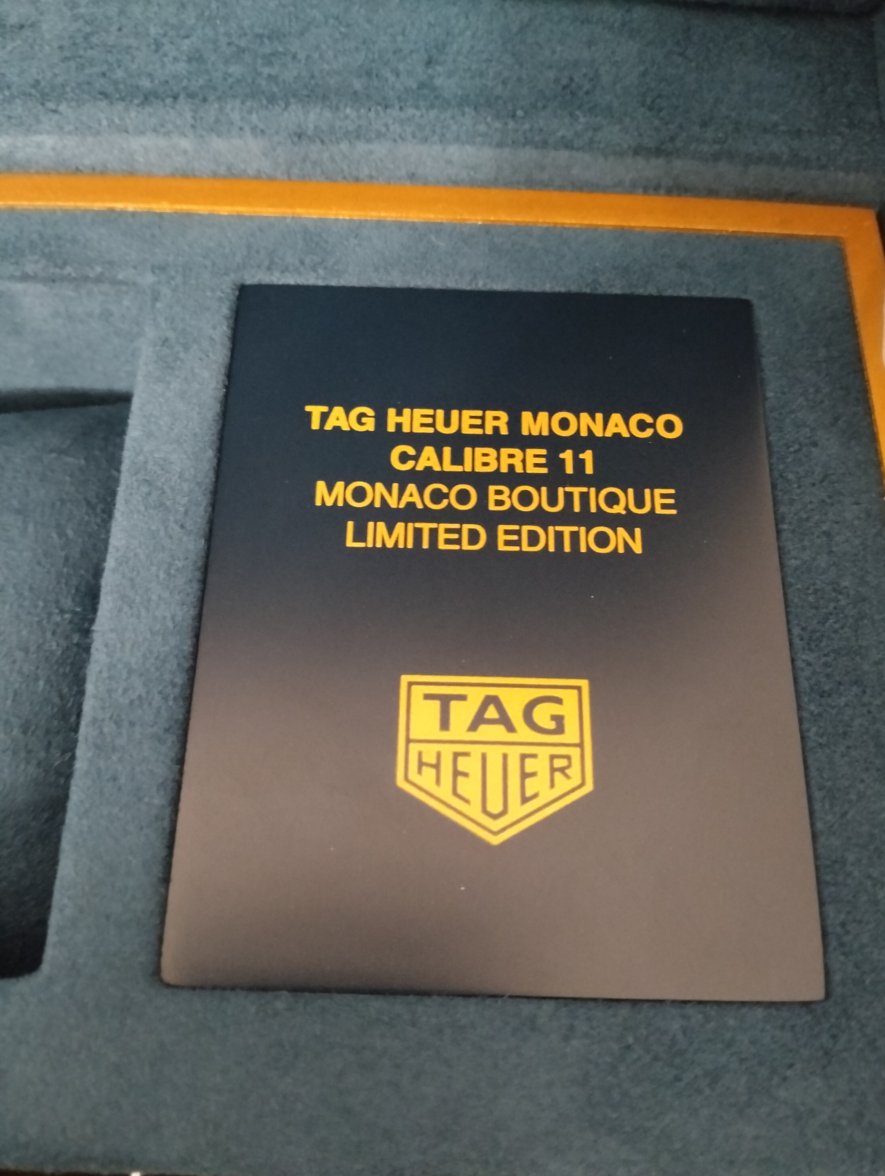 TAG HEUER MONACO
CALIBRE 11
MONACO BOUTIQUE
LIMITED EDITION
TAG
HEUER